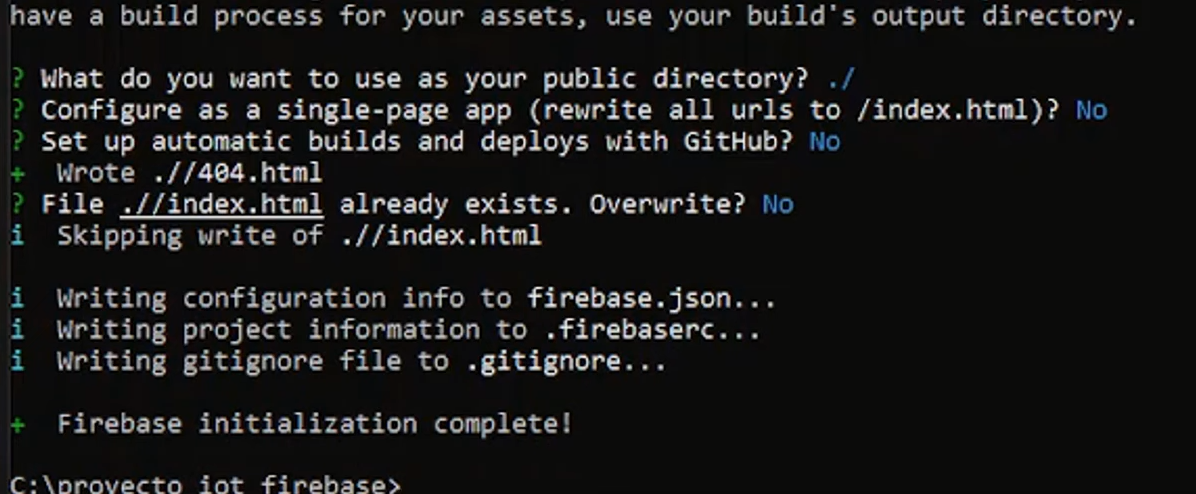 have a build process for your assets, use your build's output directory.
? What do you want to use as your public directory? ./
? Configure as a single-page app (rewrite all urls to /index.html)? No
? Set up automatic builds and deploys with GitHub? No
+  Wrote .//404.html
? File .//index.html already exists. Overwrite? No
i  Skipping write of .//index.html
i  Writing configuration info to firebase.json...
i  Writing project information to .firebaserc...
i  Writing gitignore file to .gitignore...
+  Firebase initialization complete!
C:\proyecto iot firebase>